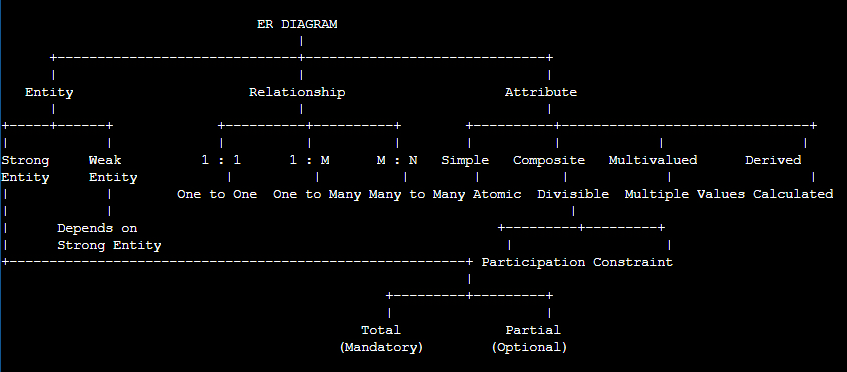 ER DIAGRAM
Entity Relationship Attribute
Strong Weak 1 : 1 1 : M M : N Simple Composite Multivalued Derived
Entity Entity
One to One One to Many Many to Many Atomic Divisible Multiple Values Calculated
Depends on
Strong Entity
Participation Constraint
Total Partial
(Mandatory) (Optional)